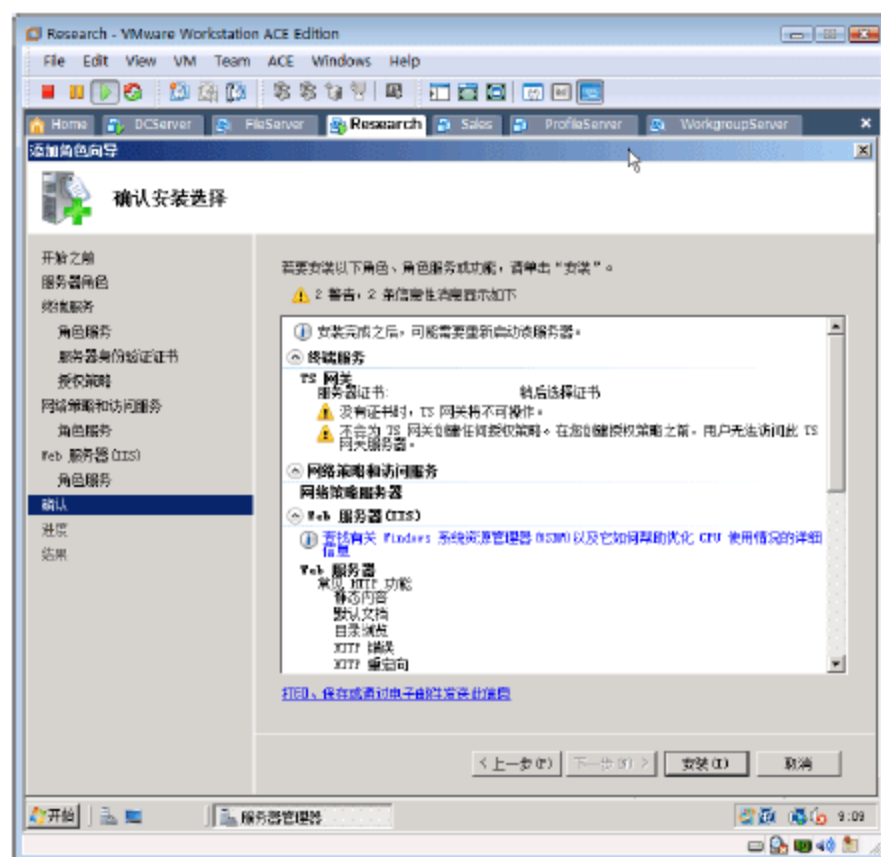 Research - VMware Workstation ACE Edition
File Edit View VM Team ACE Windows Help
Home DCServer FileServer Research Sales ProfileServer WorkgroupServer
添加角色向导
确认安装选择
开始之前
服务器角色
终端服务
角色服务
服务器身份验证证书
授权策略
网络策略和访问服务
角色服务
Web 服务器(IIS)
角色服务
确认
进度
结果
若要安装以下角色、角色服务或功能，请单击“安装”。
2 警告，2 条信息性消息显示如下
安装完成之后，可能需要重新启动该服务器。
终端服务
TS 网关
服务器证书: 稍后选择证书
没有证书时，TS 网关将不可操作。
不会为 TS 网关创建任何授权策略。在您创建授权策略之前，用户无法访问此 TS
网关服务器。
网络策略和访问服务
网络策略服务器
Web 服务器(IIS)
查找有关 Windows 系统资源管理器(WSRM)以及它如何帮助优化 CPU 使用情况的详细
信息
Web 服务器
常见 HTTP 功能
静态内容
默认文档
目录浏览
HTTP 错误
HTTP 重定向
打印、保存或通过电子邮件发送此信息
< 上一步(P) 下一步(N) > 安装(I) 取消
开始 服务器管理器 9:09